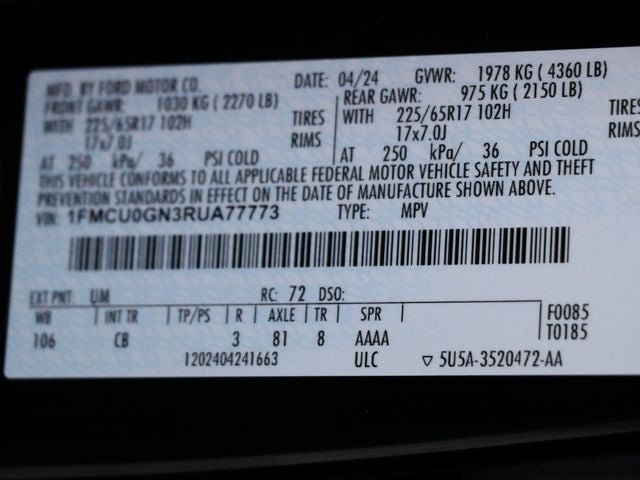 MFD. BY FORD MOTOR CO. DATE: 04/24 GVWR: 1978 KG ( 4360 LB)
FRONT GAWR: 1030 KG ( 2270 LB) REAR GAWR: 975 KG ( 2150 LB)
WITH 225/65R17 102H TIRES WITH 225/65R17 102H TIRES
17x7.0J RIMS 17x7.0J RIMS
AT 250 kPa/ 36 PSI COLD AT 250 kPa/ 36 PSI COLD
THIS VEHICLE CONFORMS TO ALL APPLICABLE FEDERAL MOTOR VEHICLE SAFETY AND THEFT
PREVENTION STANDARDS IN EFFECT ON THE DATE OF MANUFACTURE SHOWN ABOVE.
VIN: 1FMCU0GN3RUA77773 TYPE: MPV
EXT PNT: UM RC: 72 DSO:
WB INT TR TP/PS R AXLE TR SPR F0085
106 CB 3 81 8 AAAA T0185
1202404241663 ULC ▽ 5U5A-3520472-AA